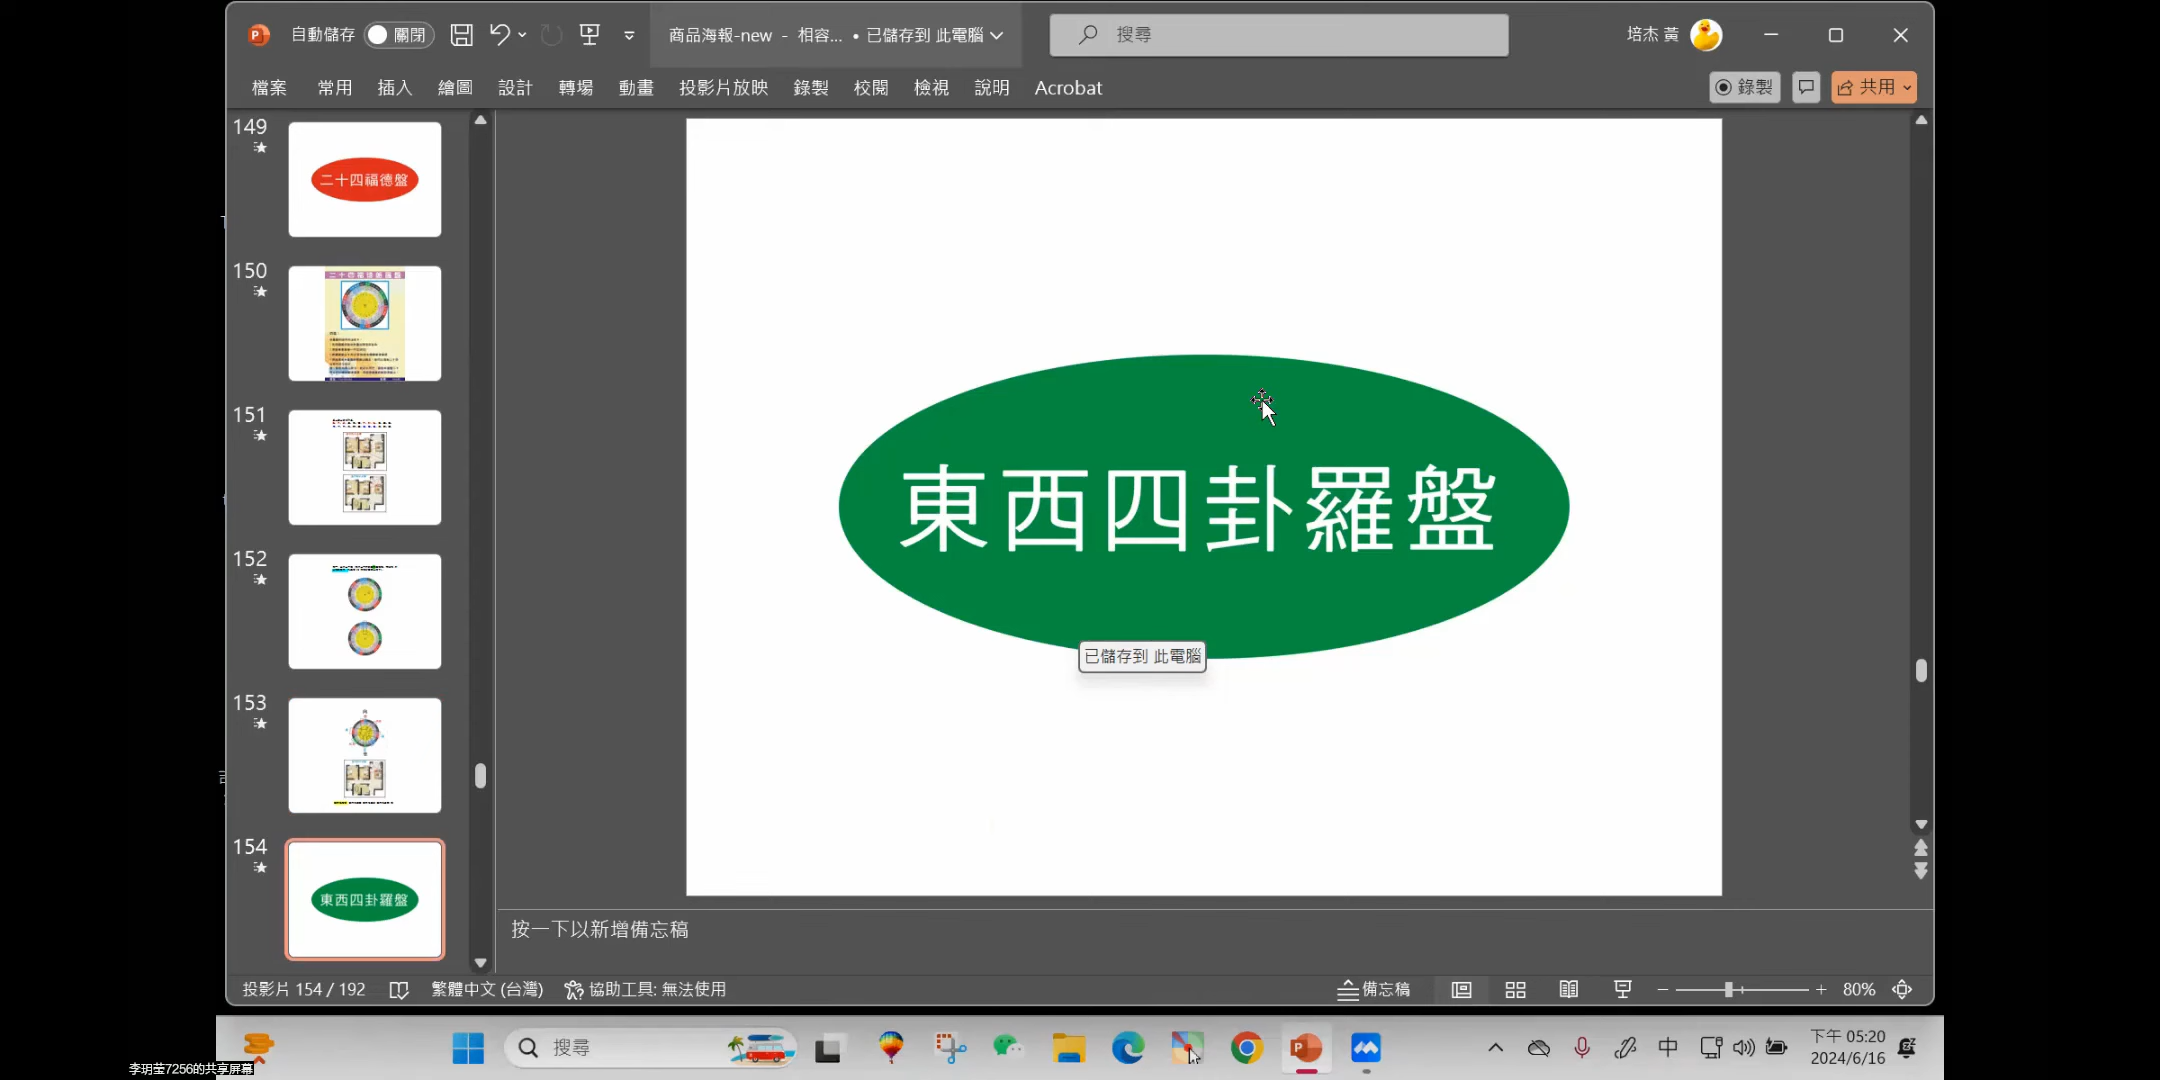 自動儲存 關閉 商品海報-new - 相容... • 已儲存到 此電腦 搜尋 培杰 黃
檔案 常用 插入 繪圖 設計 轉場 動畫 投影片放映 錄製 校閱 檢視 說明 Acrobat 錄製 共用
149
二十四福德盤
150
151
152
153
154
東西四卦羅盤
東西四卦羅盤
已儲存到 此電腦
按一下以新增備忘稿
投影片 154 / 192 繁體中文 (台灣) 協助工具: 無法使用 備忘稿 80%
搜尋 中 下午 05:20
2024/6/16
李玥莹7256的共享屏幕